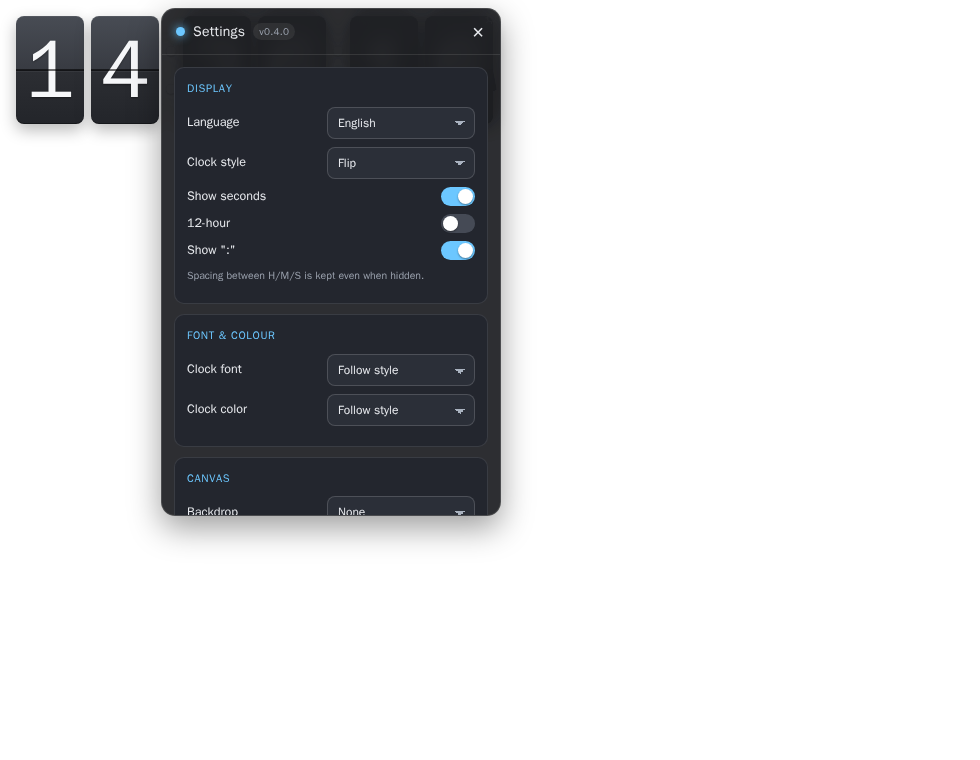 14
Settings v0.4.0 ✕
DISPLAY
Language English
Clock style Flip
Show seconds
12-hour
Show ":"
Spacing between H/M/S is kept even when hidden.
FONT & COLOUR
Clock font Follow style
Clock color Follow style
CANVAS
Backdrop None